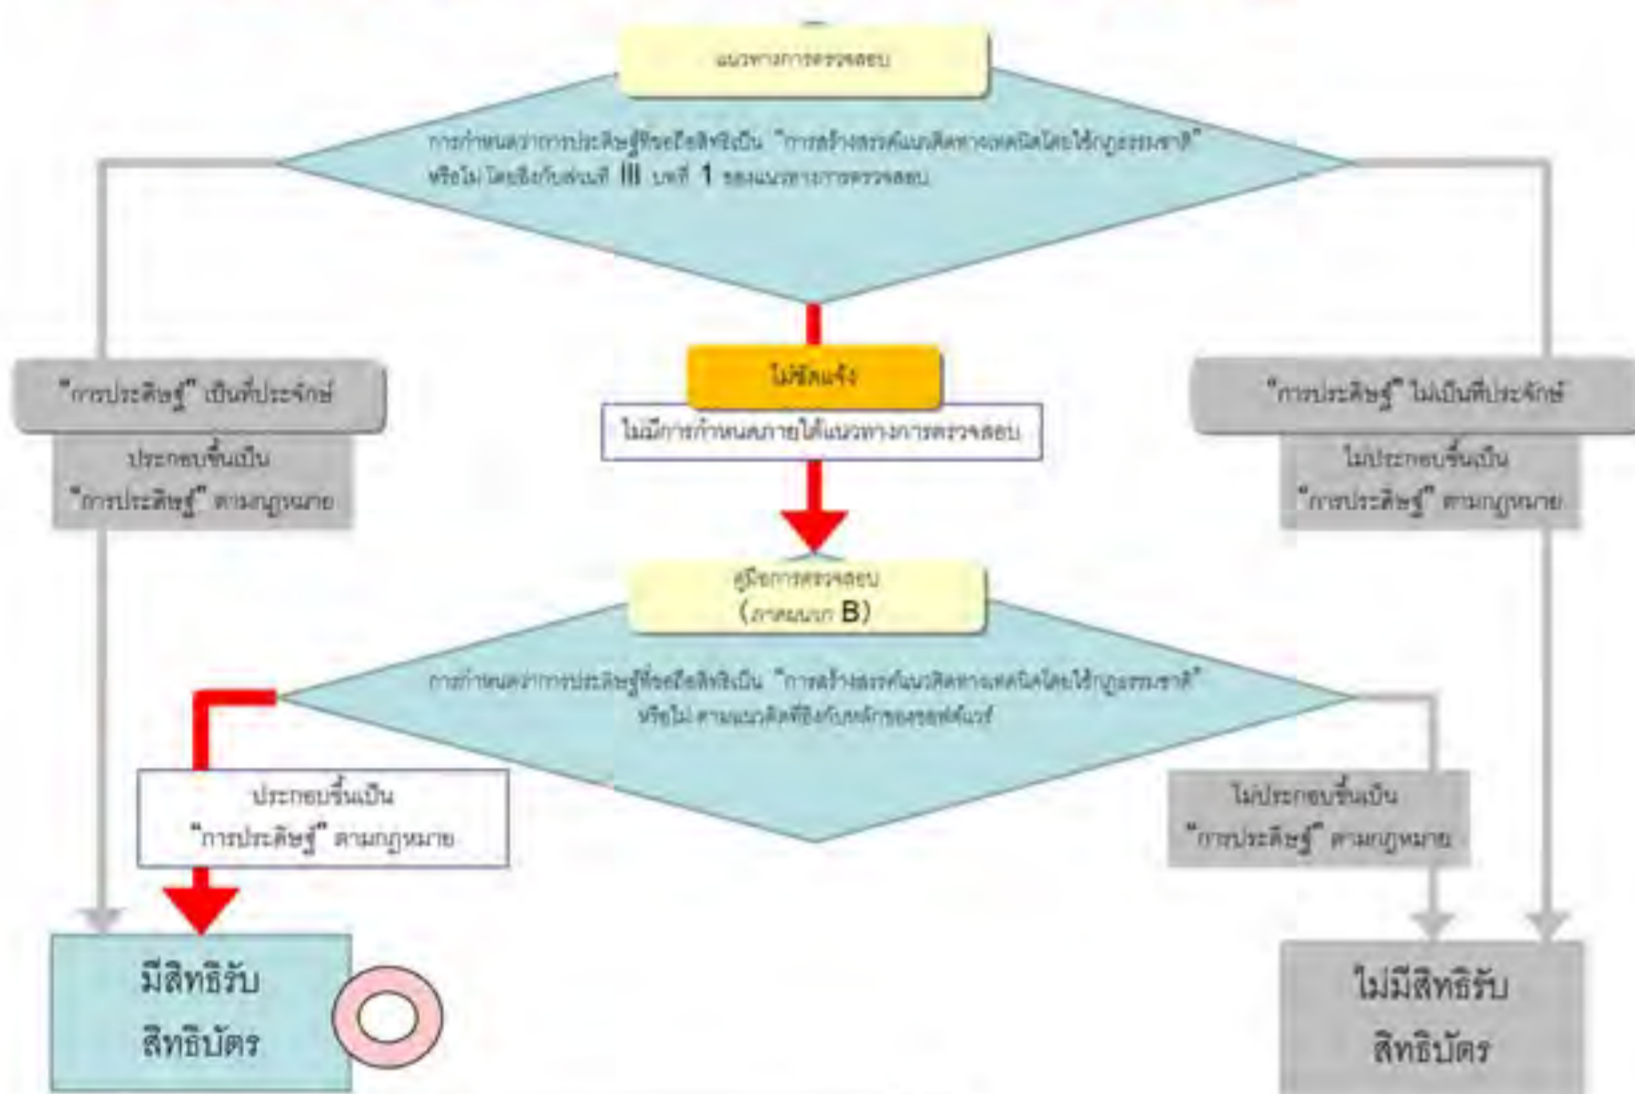 แนวทางการตรวจสอบ
การกำหนดว่าการประดิษฐ์ที่ขอถือสิทธิเป็น "การสร้างสรรค์แนวคิดทางเทคนิคโดยใช้กฎธรรมชาติ"
หรือไม่ โดยอิงกับส่วนที่ III บทที่ 1 ของแนวทางการตรวจสอบ
"การประดิษฐ์" เป็นที่ประจักษ์
ประกอบขึ้นเป็น
"การประดิษฐ์" ตามกฎหมาย
ไม่ชัดแจ้ง
ไม่มีการกำหนดภายใต้แนวทางการตรวจสอบ
"การประดิษฐ์" ไม่เป็นที่ประจักษ์
ไม่ประกอบขึ้นเป็น
"การประดิษฐ์" ตามกฎหมาย
คู่มือการตรวจสอบ
(ภาคผนวก B)
การกำหนดว่าการประดิษฐ์ที่ขอถือสิทธิเป็น "การสร้างสรรค์แนวคิดทางเทคนิคโดยใช้กฎธรรมชาติ"
หรือไม่ ตามแนวคิดที่อิงกับหลักของซอฟต์แวร์
ประกอบขึ้นเป็น
"การประดิษฐ์" ตามกฎหมาย
ไม่ประกอบขึ้นเป็น
"การประดิษฐ์" ตามกฎหมาย
มีสิทธิรับ
สิทธิบัตร
ไม่มีสิทธิรับ
สิทธิบัตร